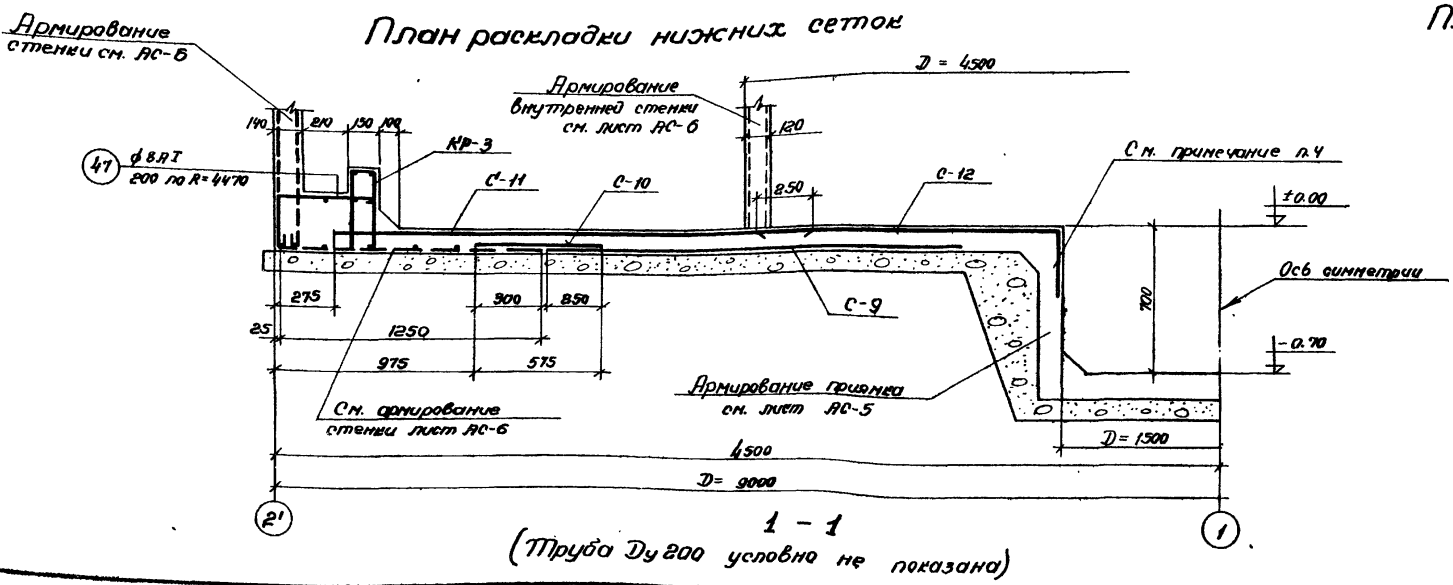 План раскладки нижних сеток
П
Армирование
стенки см. АС-6
Армирование
внутренней стенки
см. лист АС-6
D = 4500
140
210
150
100
120
КР-3
47
ϕ 8 А I
200 по R = 4470
С-11
С-10
250
С-12
См. примечание п.4
±0.00
Ось симметрии
275
300
850
С-9
700
25
1250
975
575
-0.70
Армирование приямка
см. лист АС-5
См. армирование
стенки лист АС-6
D = 1500
4500
D = 9000
2'
1
1 - 1
(Труба Ду 200 условно не показана)